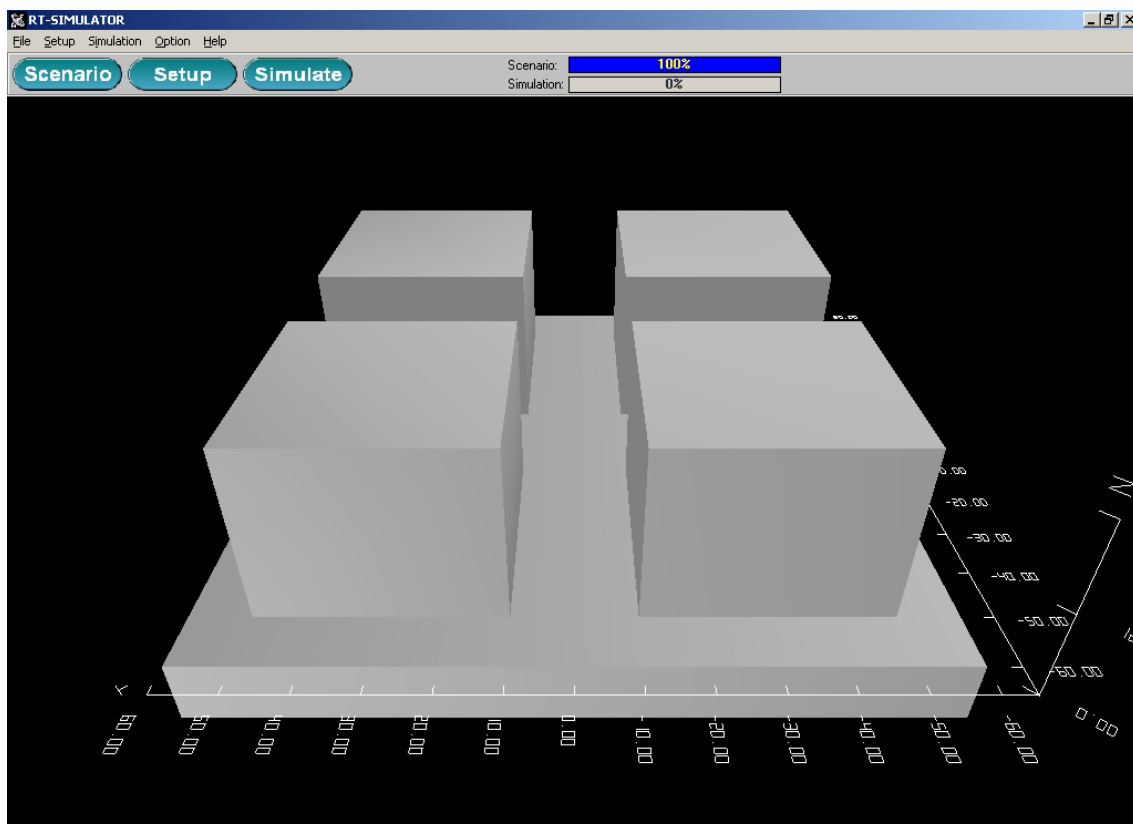 RT-SIMULATOR
File Setup Simulation Option Help
Scenario Setup Simulate
Scenario: 100%
Simulation: 0%
-20.00
-30.00
-40.00
-50.00
-60.00
0.00
Y
60.00 50.00 40.00 30.00 20.00 10.00 0.00 -10.00 -20.00 -30.00 -40.00 -50.00 -60.00